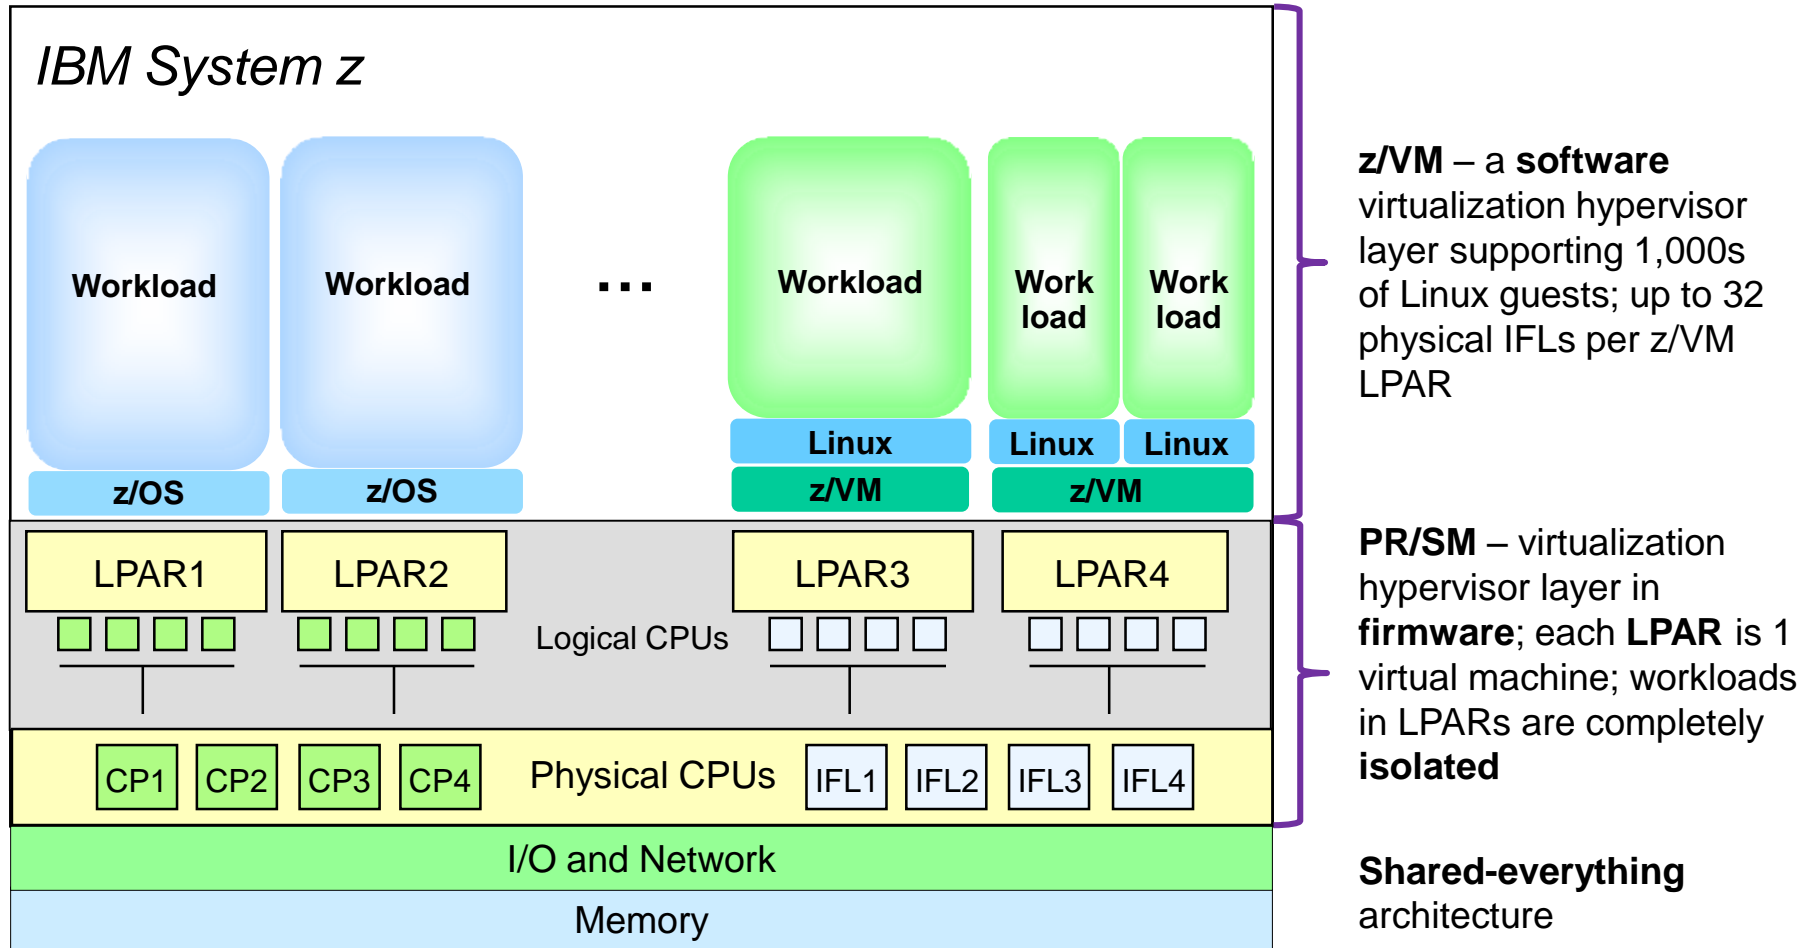 IBM System z
Workload
Workload
...
Workload
Work
load
Work
load
Linux
Linux
Linux
z/OS
z/OS
z/VM
z/VM
LPAR1
LPAR2
LPAR3
LPAR4
Logical CPUs
CP1
CP2
CP3
CP4
Physical CPUs
IFL1
IFL2
IFL3
IFL4
I/O and Network
Memory
z/VM – a software
virtualization hypervisor
layer supporting 1,000s
of Linux guests; up to 32
physical IFLs per z/VM
LPAR
PR/SM – virtualization
hypervisor layer in
firmware; each LPAR is 1
virtual machine; workloads
in LPARs are completely
isolated
Shared-everything
architecture